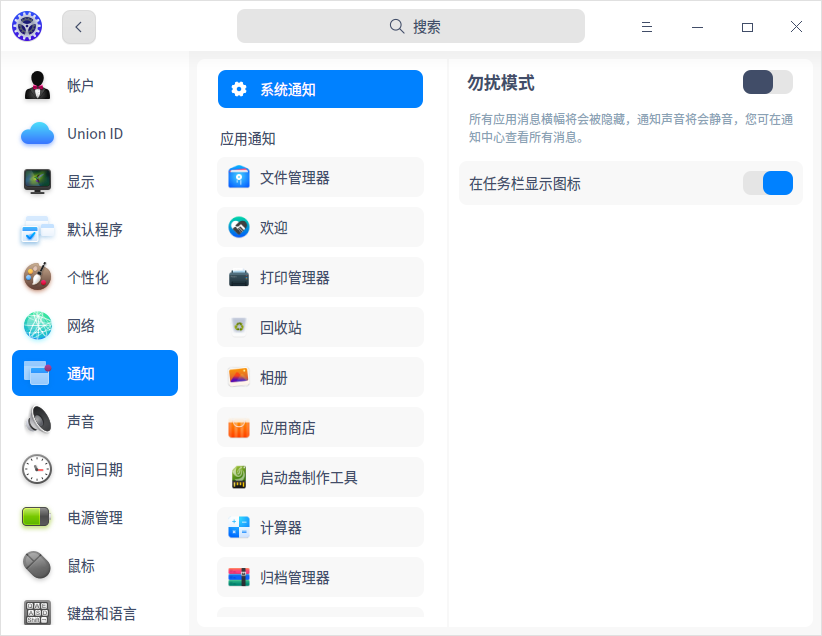 搜索
帐户
Union ID
显示
默认程序
个性化
网络
通知
声音
时间日期
电源管理
鼠标
键盘和语言
系统通知
应用通知
文件管理器
欢迎
打印管理器
回收站
相册
应用商店
启动盘制作工具
计算器
归档管理器
勿扰模式
所有应用消息横幅将会被隐藏，通知声音将会静音，您可在通
知中心查看所有消息。
在任务栏显示图标